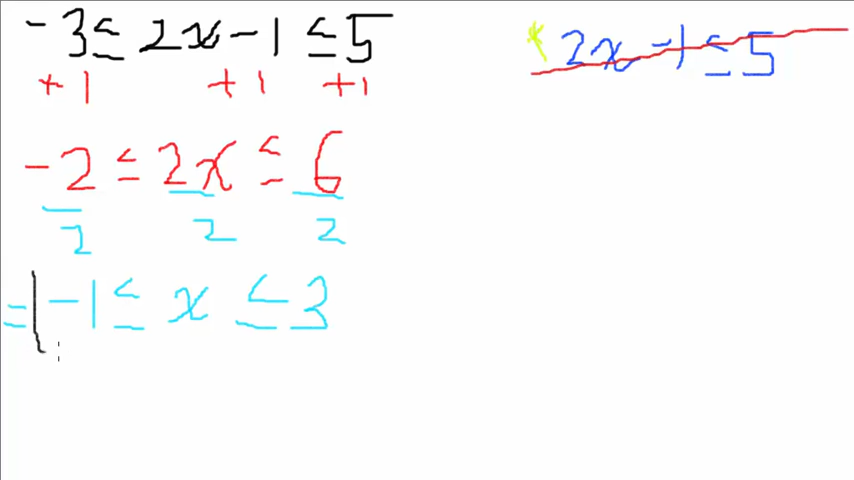 -3 ≤ 2x - 1 ≤ 5
+1 +1 +1
-2 ≤ 2x ≤ 6
2 2 2
= -1 ≤ x ≤ 3
* 2x - 1 ≤ 5